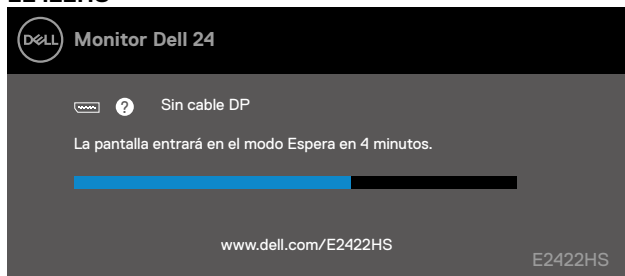 DELL Monitor Dell 24
? Sin cable DP
La pantalla entrará en el modo Espera en 4 minutos.
www.dell.com/E2422HS
E2422HS